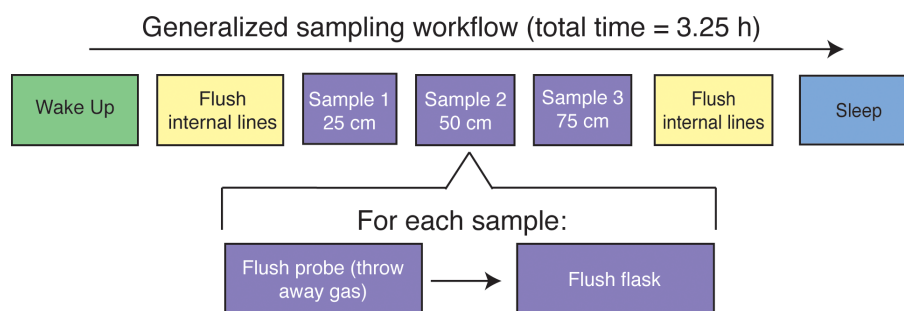 Generalized sampling workflow (total time = 3.25 h)
Wake Up
Flush
internal lines
Sample 1
25 cm
Sample 2
50 cm
Sample 3
75 cm
Flush
internal lines
Sleep
For each sample:
Flush probe (throw
away gas)
Flush flask